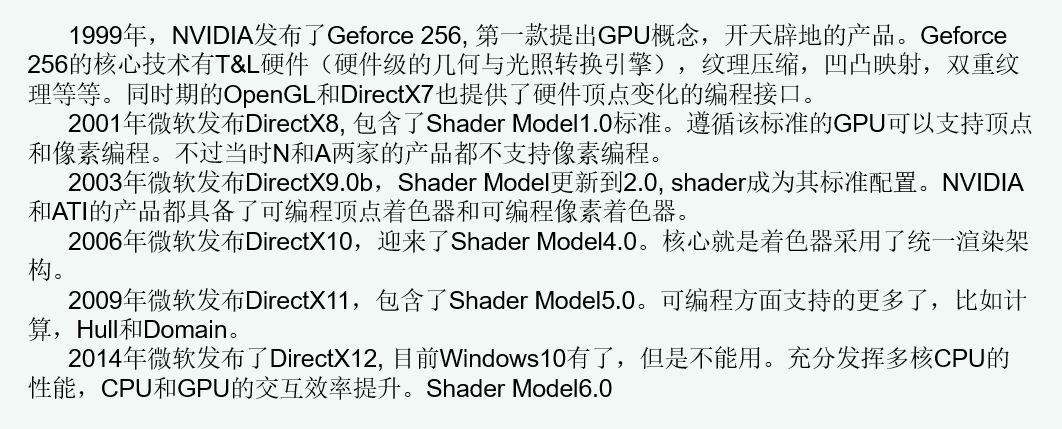 1999年，NVIDIA发布了Geforce 256, 第一款提出GPU概念，开天辟地的产品。Geforce
256的核心技术有T&L硬件（硬件级的几何与光照转换引擎），纹理压缩，凹凸映射，双重纹
理等等。同时期的OpenGL和DirectX7也提供了硬件顶点变化的编程接口。
2001年微软发布DirectX8, 包含了Shader Model1.0标准。遵循该标准的GPU可以支持顶点
和像素编程。不过当时N和A两家的产品都不支持像素编程。
2003年微软发布DirectX9.0b，Shader Model更新到2.0, shader成为其标准配置。NVIDIA
和ATI的产品都具备了可编程顶点着色器和可编程像素着色器。
2006年微软发布DirectX10，迎来了Shader Model4.0。核心就是着色器采用了统一渲染架
构。
2009年微软发布DirectX11，包含了Shader Model5.0。可编程方面支持的更多了，比如计
算，Hull和Domain。
2014年微软发布了DirectX12, 目前Windows10有了，但是不能用。充分发挥多核CPU的
性能，CPU和GPU的交互效率提升。Shader Model6.0